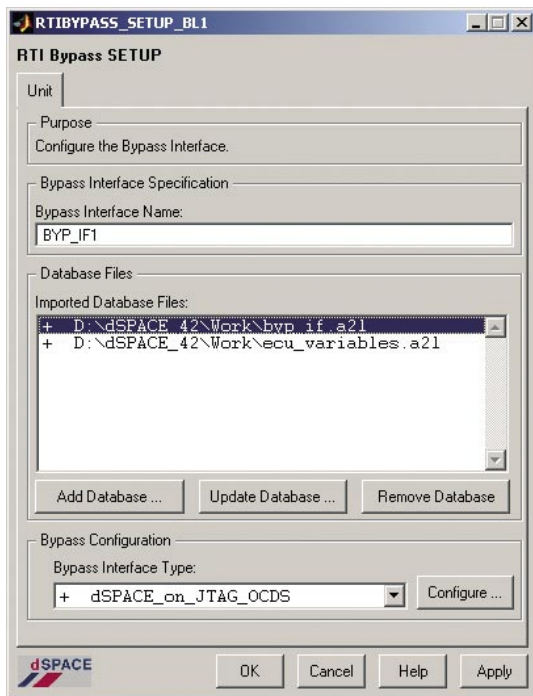 RTIBYPASS_SETUP_BL1
RTI Bypass SETUP
Unit
Purpose
Configure the Bypass Interface.
Bypass Interface Specification
Bypass Interface Name:
BYP_IF1
Database Files
Imported Database Files:
+ D:\dSPACE_42\Work\byp_if.a2l
+ D:\dSPACE_42\Work\ecu_variables.a2l
Add Database ... Update Database ... Remove Database
Bypass Configuration
Bypass Interface Type:
+ dSPACE_on_JTAG_OCDS Configure ...
dSPACE OK Cancel Help Apply